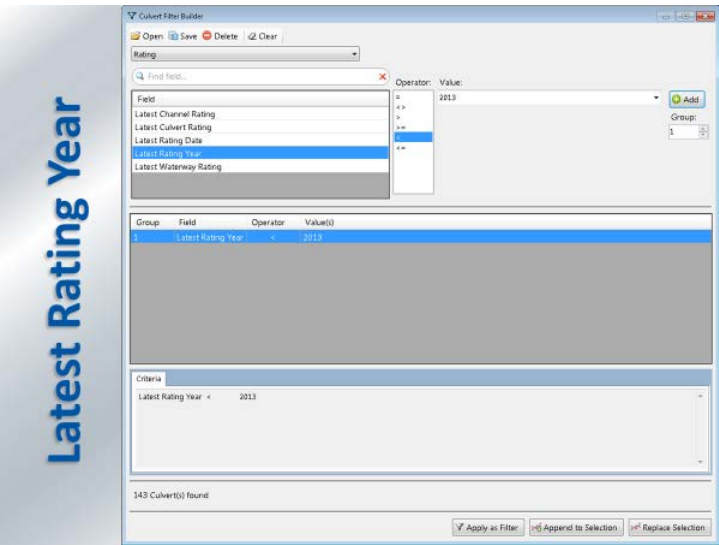 Latest Rating Year
Culvert Filter Builder
Open Save Delete Clear
Rating
Find field...
Operator: Value:
Field
Latest Channel Rating
Latest Culvert Rating
Latest Rating Date
Latest Rating Year
Latest Waterway Rating
=
<>
>
>=
<
<=
2013
Add
Group:
1
Group Field Operator Value(s)
1 Latest Rating Year < 2013
Criteria
Latest Rating Year < 2013
143 Culvert(s) found
Apply as Filter Append to Selection Replace Selection